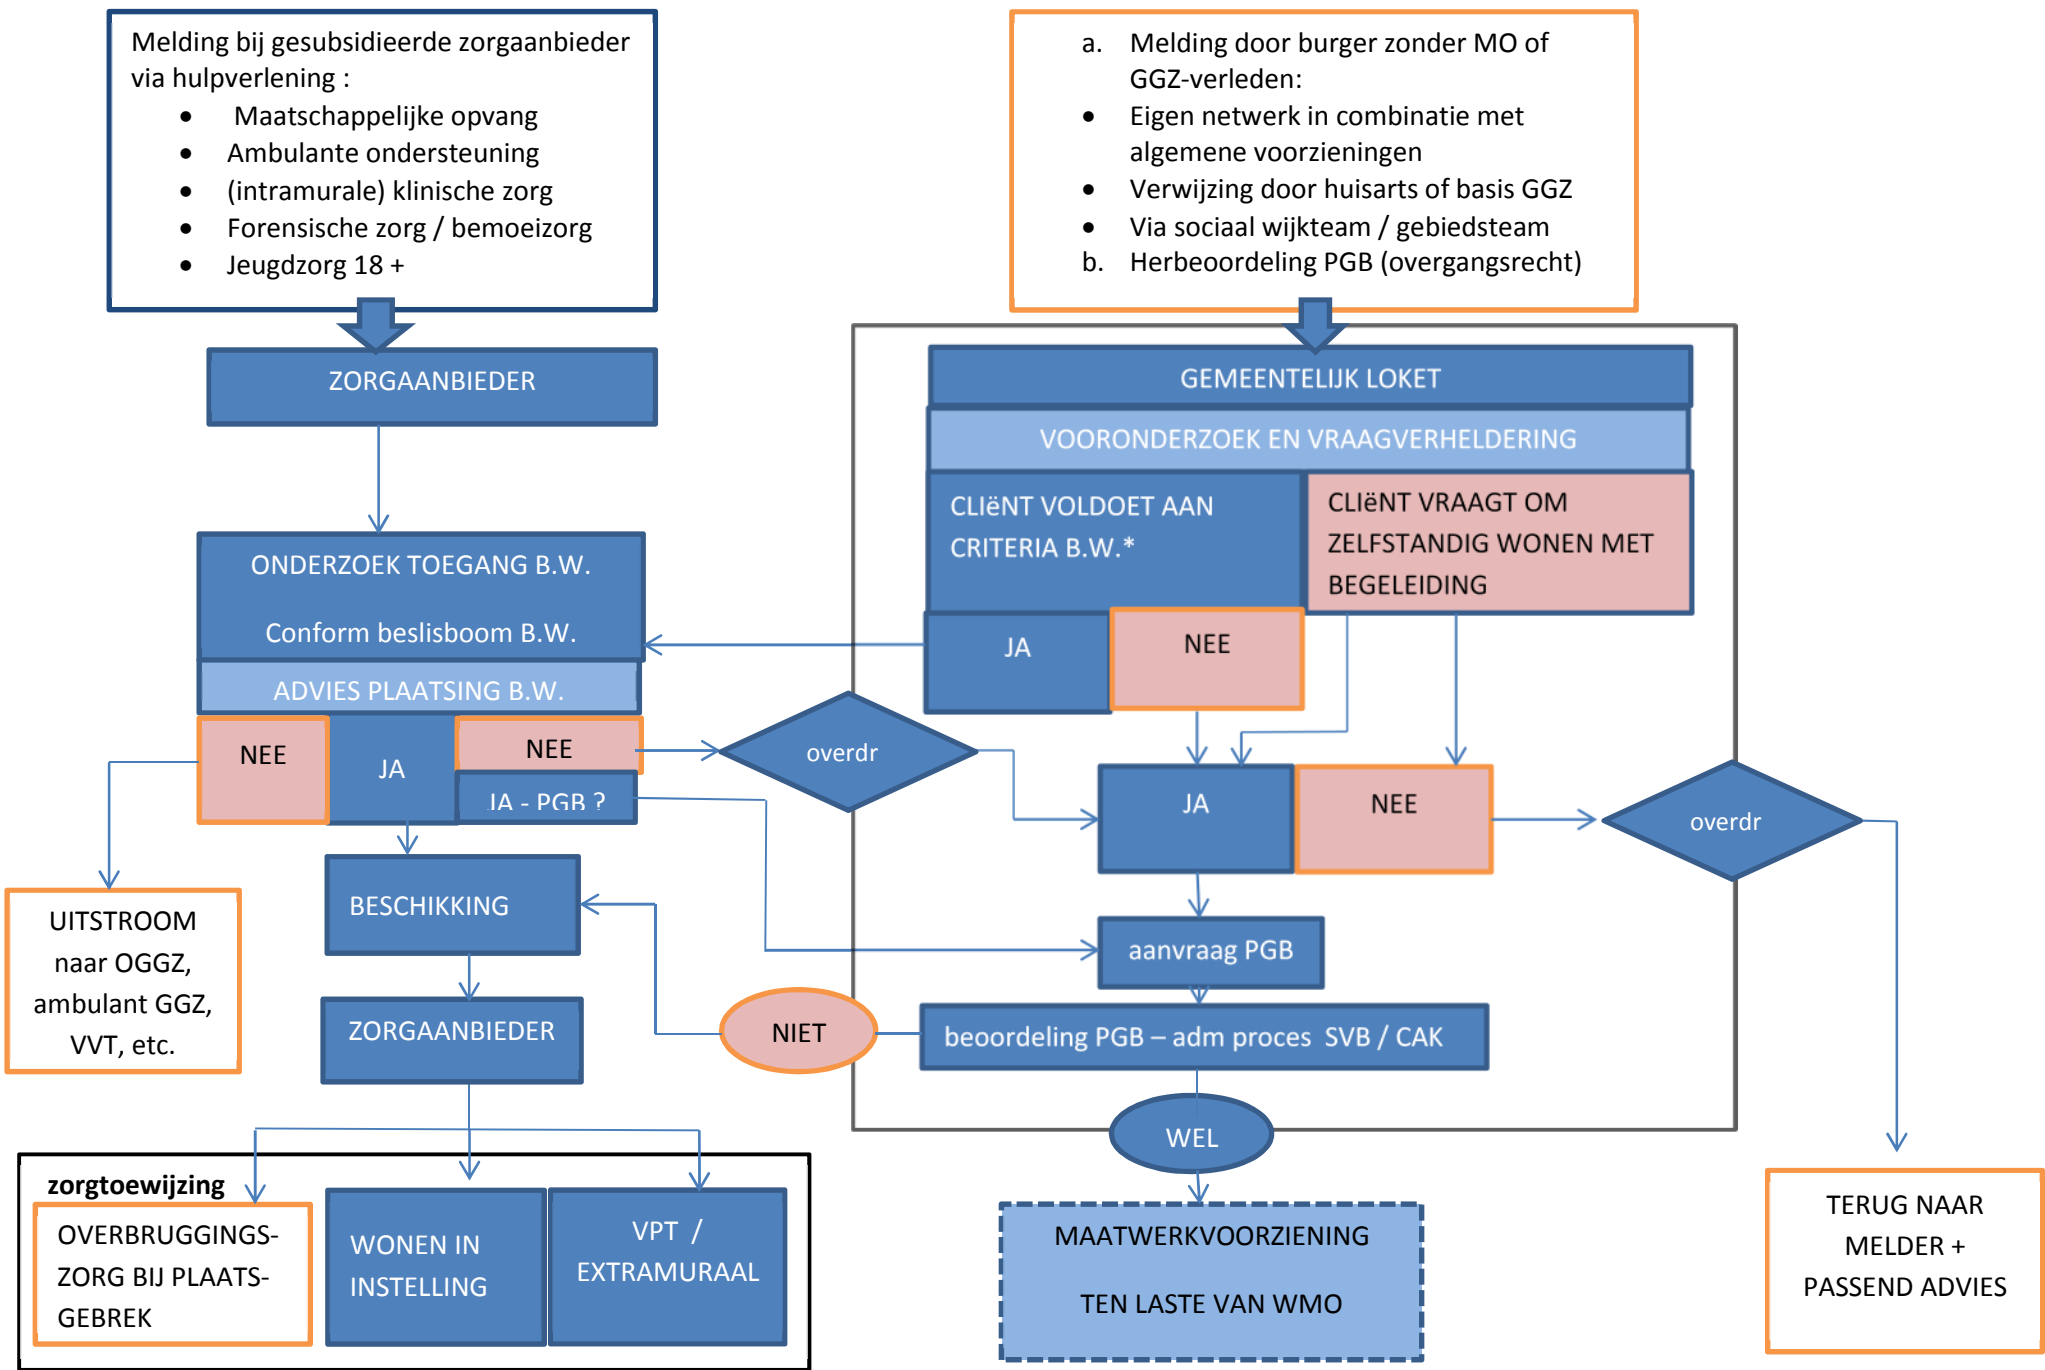 Melding bij gesubsidieerde zorgaanbieder
via hulpverlening :
• Maatschappelijke opvang
• Ambulante ondersteuning
• (intramurale) klinische zorg
• Forensische zorg / bemoeizorg
• Jeugdzorg 18 +
a. Melding door burger zonder MO of
GGZ-verleden:
• Eigen netwerk in combinatie met
algemene voorzieningen
• Verwijzing door huisarts of basis GGZ
• Via sociaal wijkteam / gebiedsteam
b. Herbeoordeling PGB (overgangsrecht)
ZORGAANBIEDER
GEMEENTELIJK LOKET
VOORONDERZOEK EN VRAAGVERHELDERING
CLIëNT VOLDOET AAN
CRITERIA B.W.*
CLIëNT VRAAGT OM
ZELFSTANDIG WONEN MET
BEGELEIDING
ONDERZOEK TOEGANG B.W.
Conform beslisboom B.W.
JA
NEE
ADVIES PLAATSING B.W.
NEE
JA
NEE
JA - PGB ?
overdr
JA
NEE
overdr
BESCHIKKING
aanvraag PGB
UITSTROOM
naar OGGZ,
ambulant GGZ,
VVT, etc.
ZORGAANBIEDER
NIET
beoordeling PGB – adm proces SVB / CAK
WEL
zorgtoewijzing
OVERBRUGGINGS-
ZORG BIJ PLAATS-
GEBREK
WONEN IN
INSTELLING
VPT /
EXTRAMURAAL
MAATWERKVOORZIENING
TEN LASTE VAN WMO
TERUG NAAR
MELDER +
PASSEND ADVIES